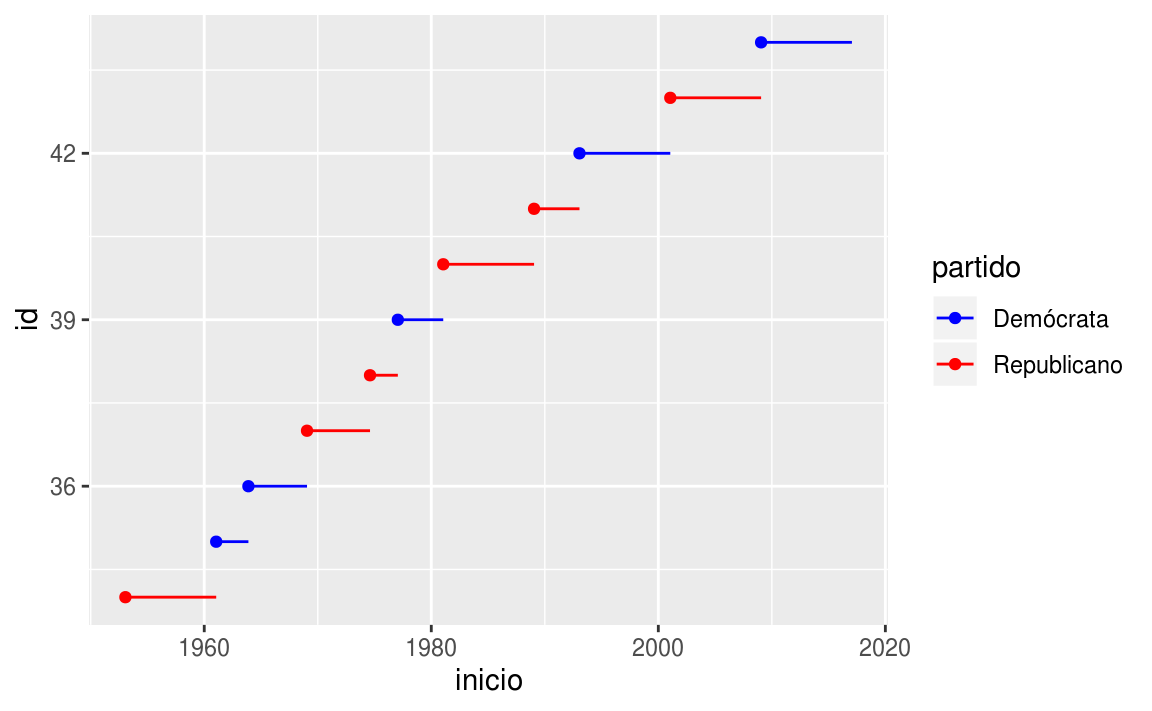 42
39
36
id
1960 1980 2000 2020
inicio
partido
Demócrata
Republicano